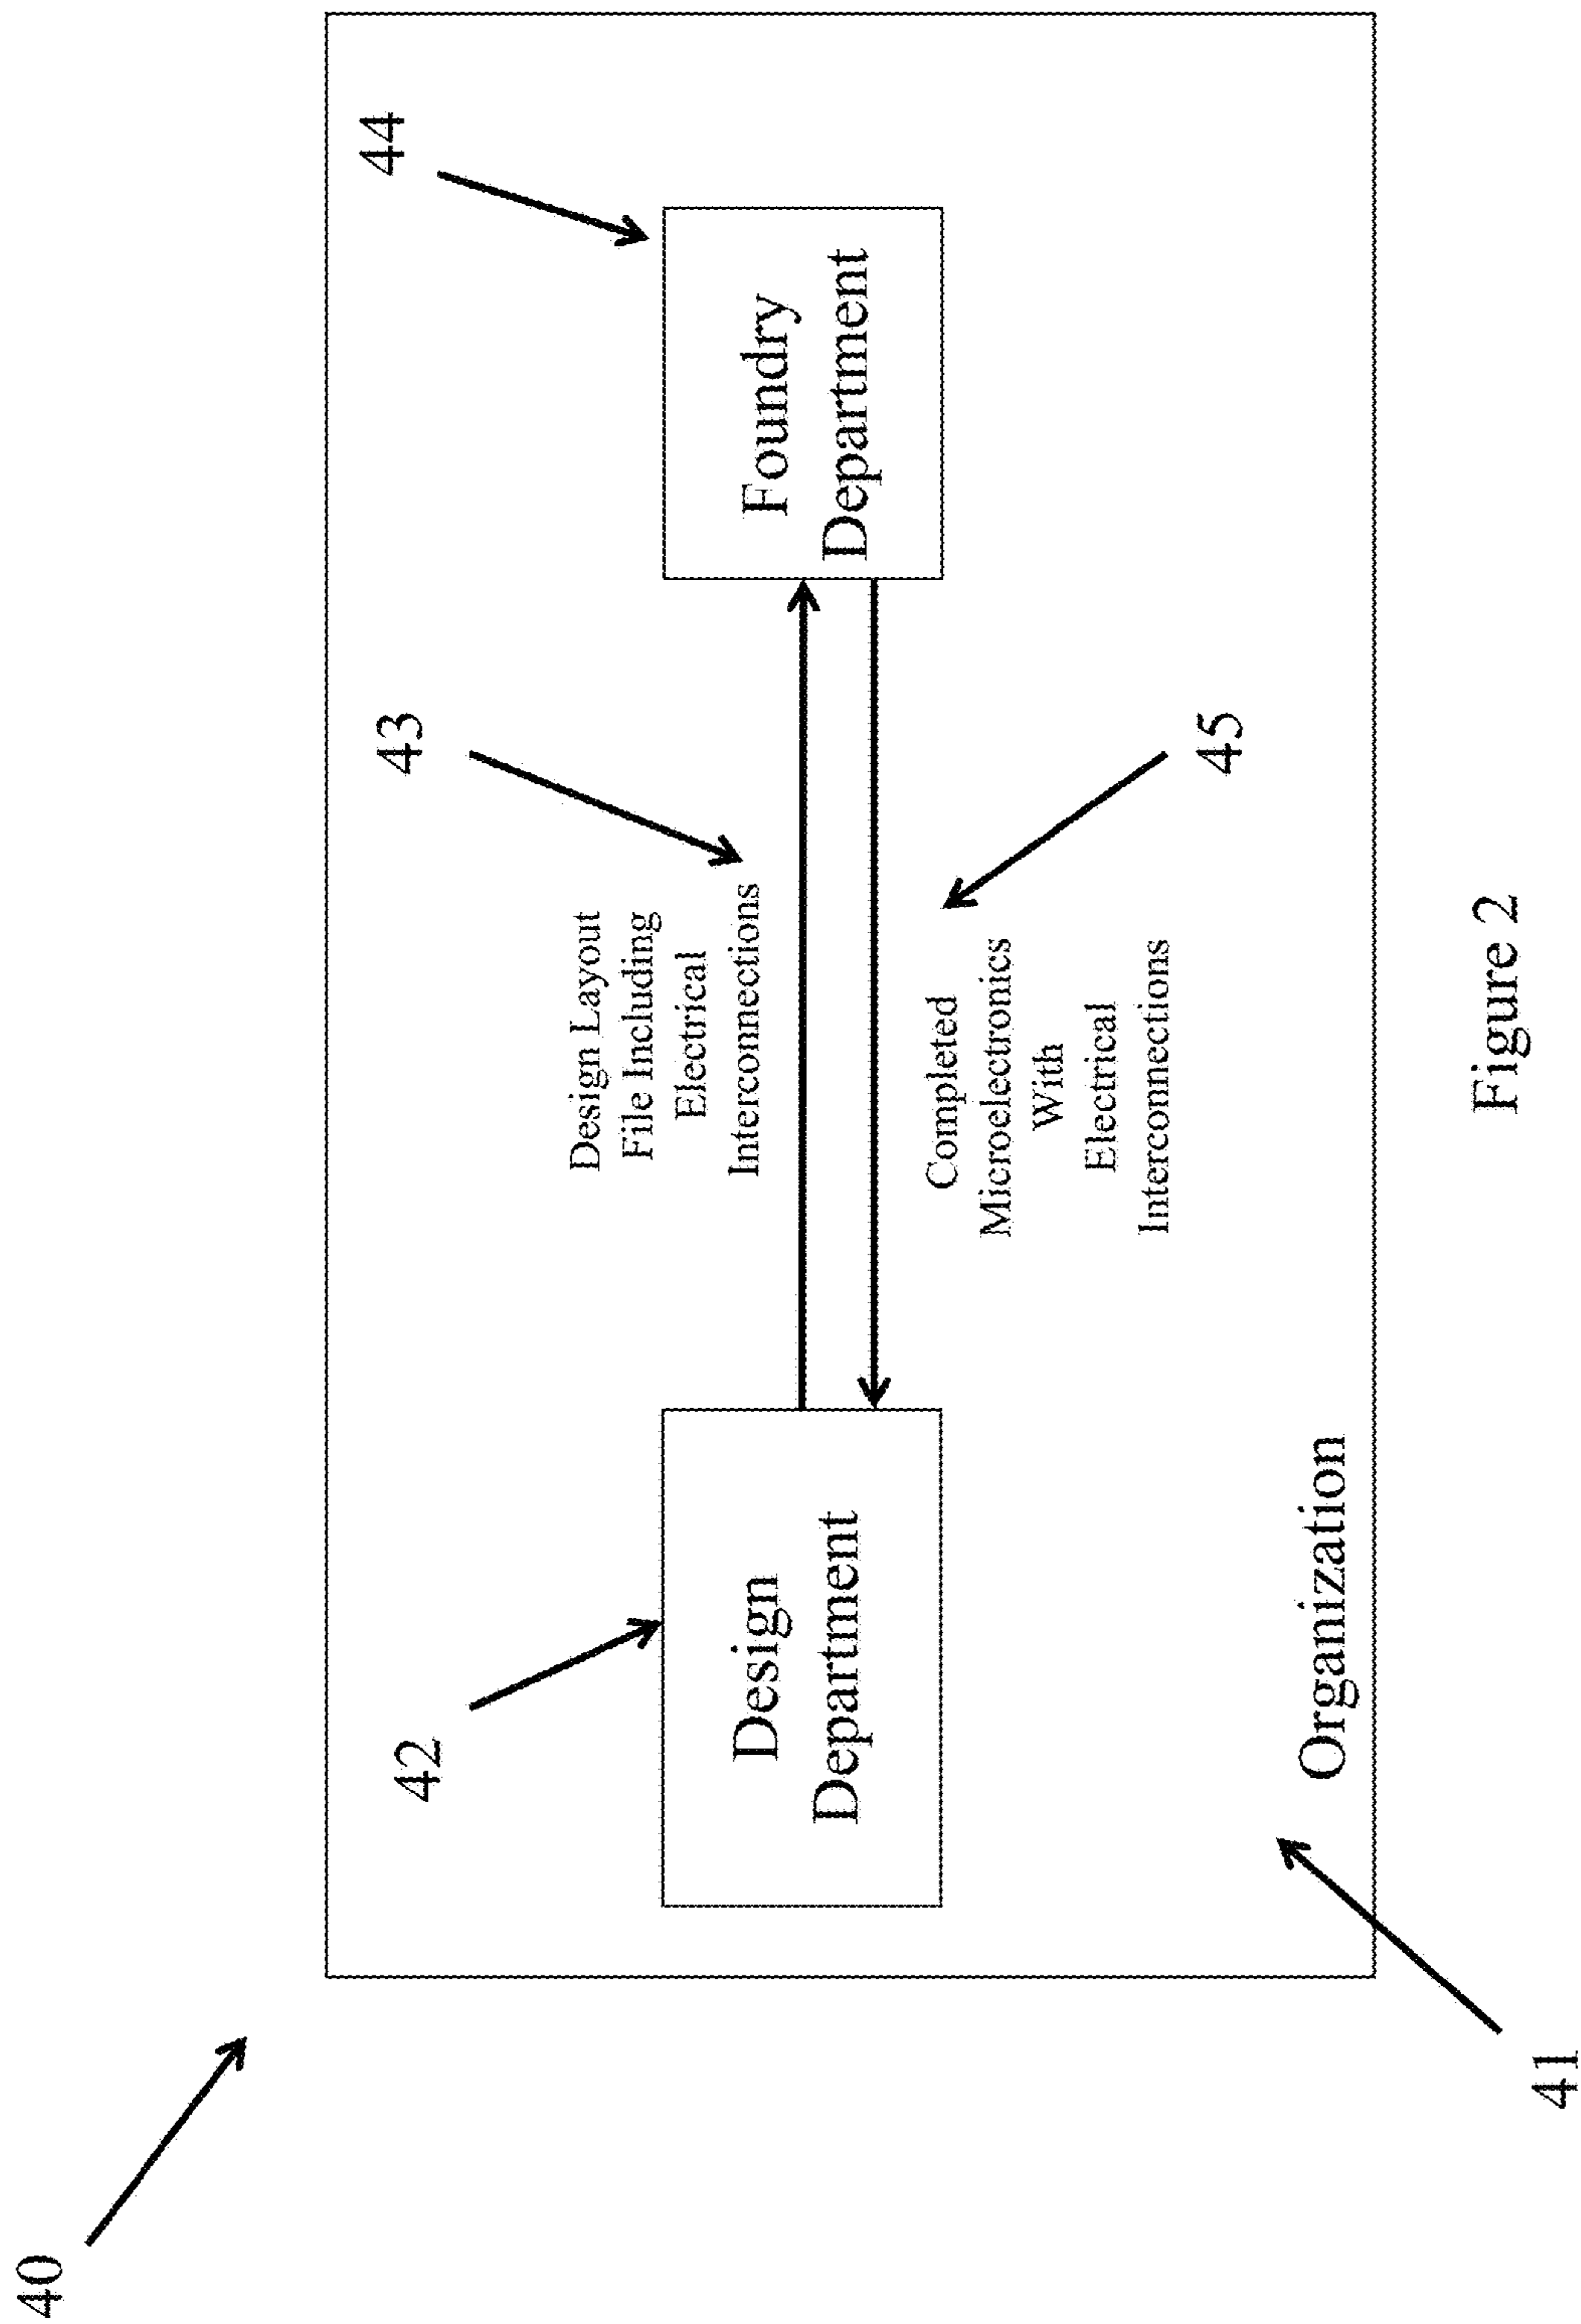 40
42
43
44
Design Layout
File Including
Electrical
Interconnections
Design
Department
Foundry
Department
Completed
Microelectronics
With
Electrical
Interconnections
45
Organization
41
Figure 2